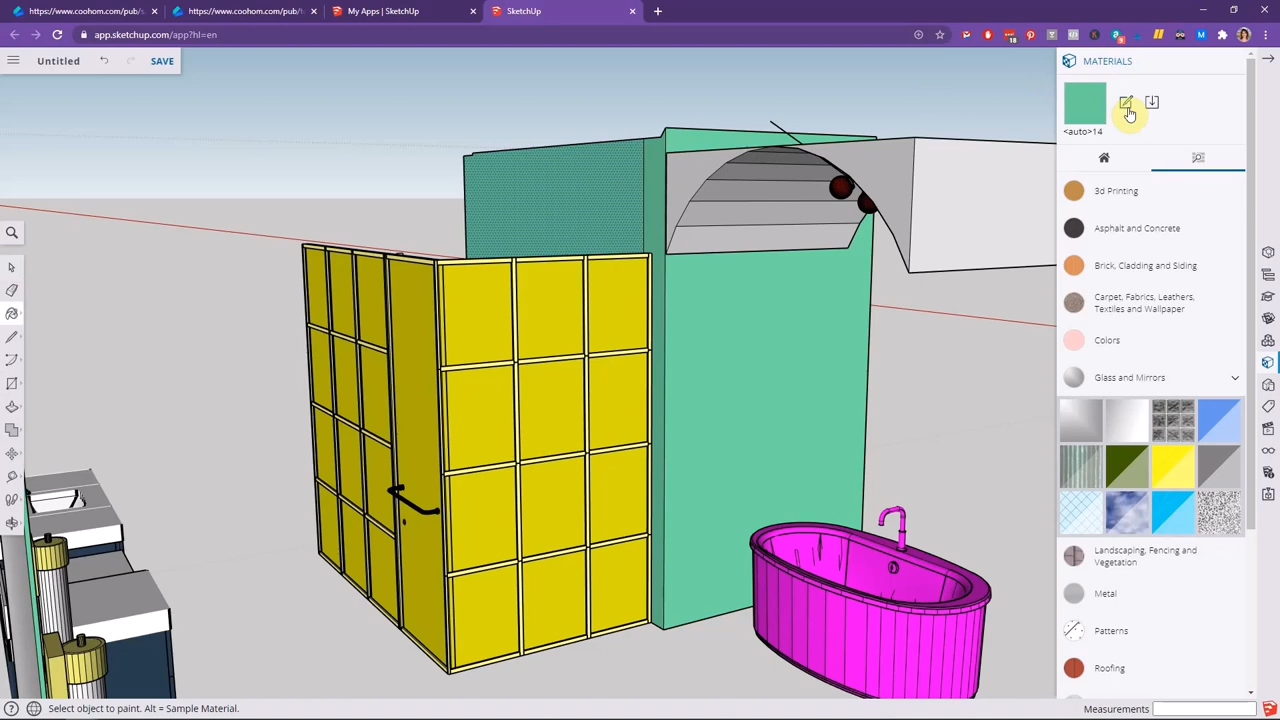 https://www.coohom.com/pub/s
https://www.coohom.com/pub/t
My Apps | SketchUp
SketchUp
app.sketchup.com/app?hl=en
Untitled
SAVE
MATERIALS
<auto>14
3d Printing
Asphalt and Concrete
Brick, Cladding and Siding
Carpet, Fabrics, Leathers,
Textiles and Wallpaper
Colors
Glass and Mirrors
Landscaping, Fencing and
Vegetation
Metal
Patterns
Roofing
Select object to paint. Alt = Sample Material.
Measurements